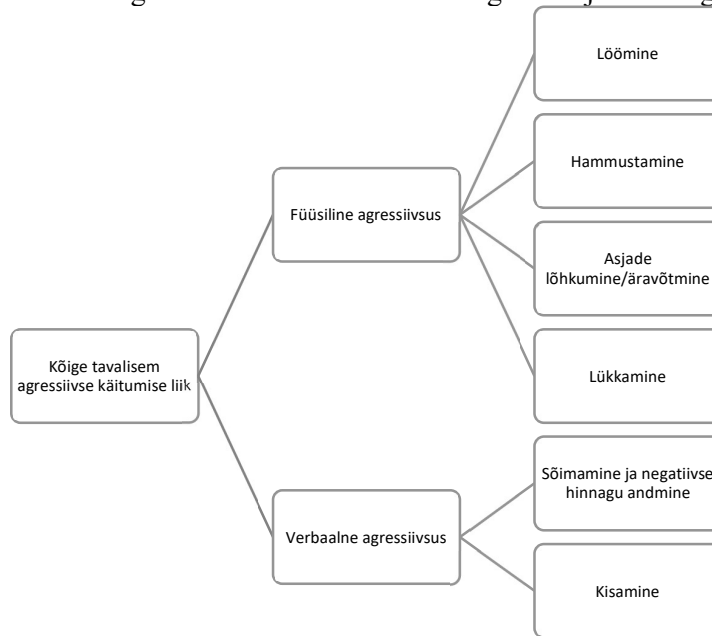 Löömine
Hammustamine
Füüsiline agressiivsus
Asjade
lõhkumine/äravõtmine
Kõige tavalisem
agressiivse käitumise liik
Lükkamine
Sõimamine ja negatiivse
hinnagu andmine
Verbaalne agressiivsus
Kisamine